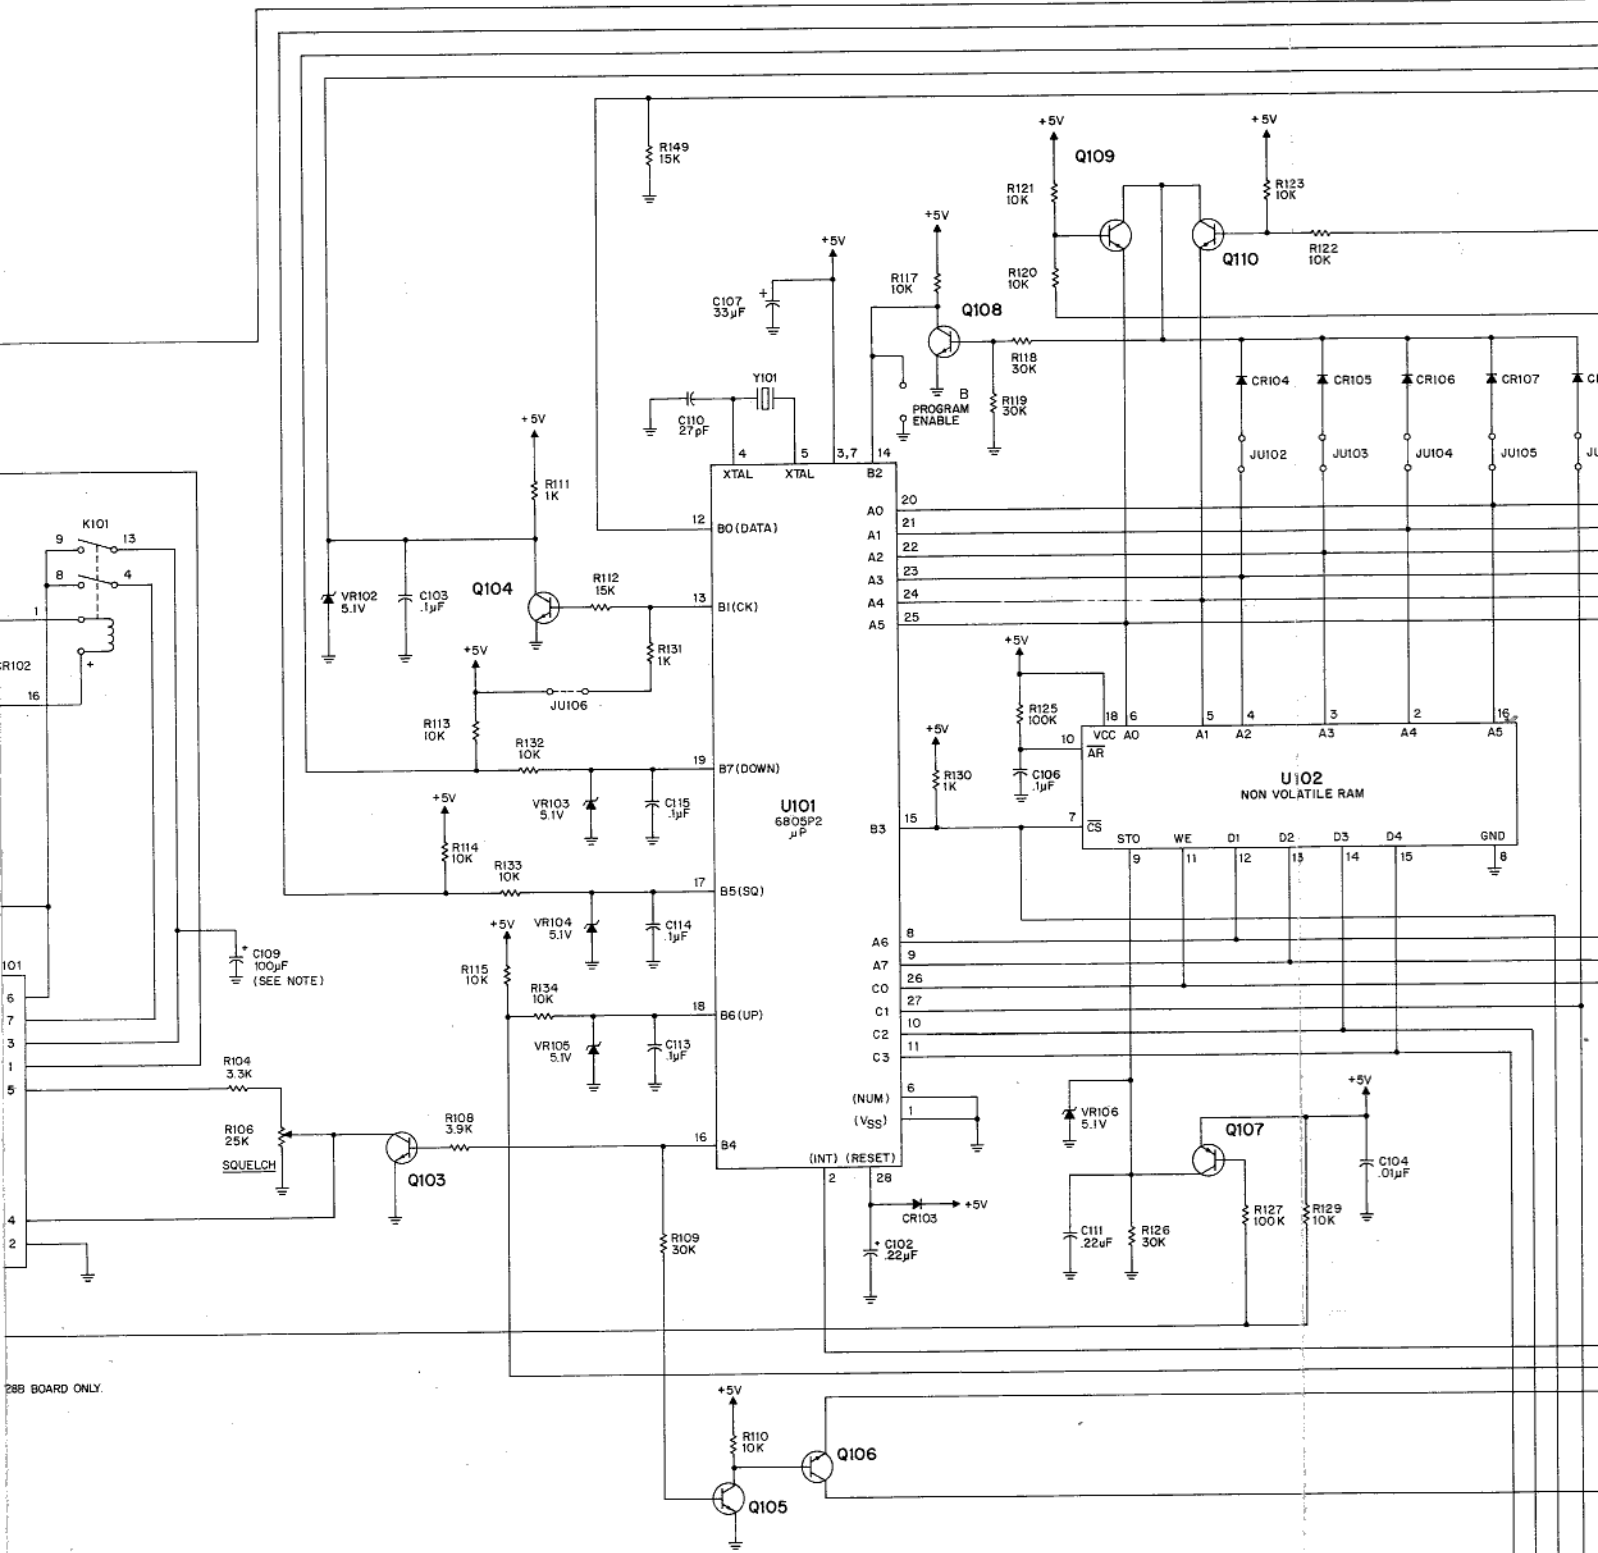 +5V
+5V
Q109
R149
15K
R121
10K
R123
10K
+5V
+5V
Q110
R122
10K
R117
10K
R120
10K
C107
33µF
+
Q108
R118
30K
Y101
CR104
CR105
CR106
CR107
B
PROGRAM
ENABLE
R119
30K
C110
27pF
+5V
4
5
3,7
14
JU102
JU103
JU104
JU105
XTAL
XTAL
B2
R111
1K
20
A0
K101
12
B0(DATA)
21
A1
9
13
22
A2
8
4
23
A3
R112
15K
Q104
VR102
5.1V
C103
.1µF
13
B1(CK)
24
A4
1
25
A5
+5V
R131
1K
+5V
CR102
+
16
JU106
R125
100K
18
6
5
4
3
2
16
R113
10K
VCC
A0
A1
A2
A3
A4
A5
R132
10K
10
AR
+5V
19
B7(DOWN)
R130
1K
C106
.1µF
U102
NON VOLATILE RAM
+5V
VR103
5.1V
C115
.1µF
U101
6805P2
µP
15
B3
7
CS
R114
10K
STO
WE
D1
D2
D3
D4
GND
R133
10K
9
11
12
13
14
15
8
17
B5(SQ)
+5V
VR104
5.1V
C114
.1µF
8
A6
+
C109
100µF
(SEE NOTE)
9
A7
101
R115
10K
R134
10K
26
C0
6
27
C1
7
18
B6(UP)
10
C2
3
VR105
5.1V
C113
.1µF
11
C3
1
R104
3.3K
+5V
5
6
(NUM)
R106
25K
SQUELCH
R108
3.9K
1
(VSS)
VR106
5.1V
Q107
16
B4
Q103
(INT)
(RESET)
C104
.01µF
2
28
CR103
+5V
R127
100K
R129
10K
4
2
R109
30K
+
C102
.22µF
C111
.22uF
R126
30K
28B BOARD ONLY.
+5V
R110
10K
Q106
Q105